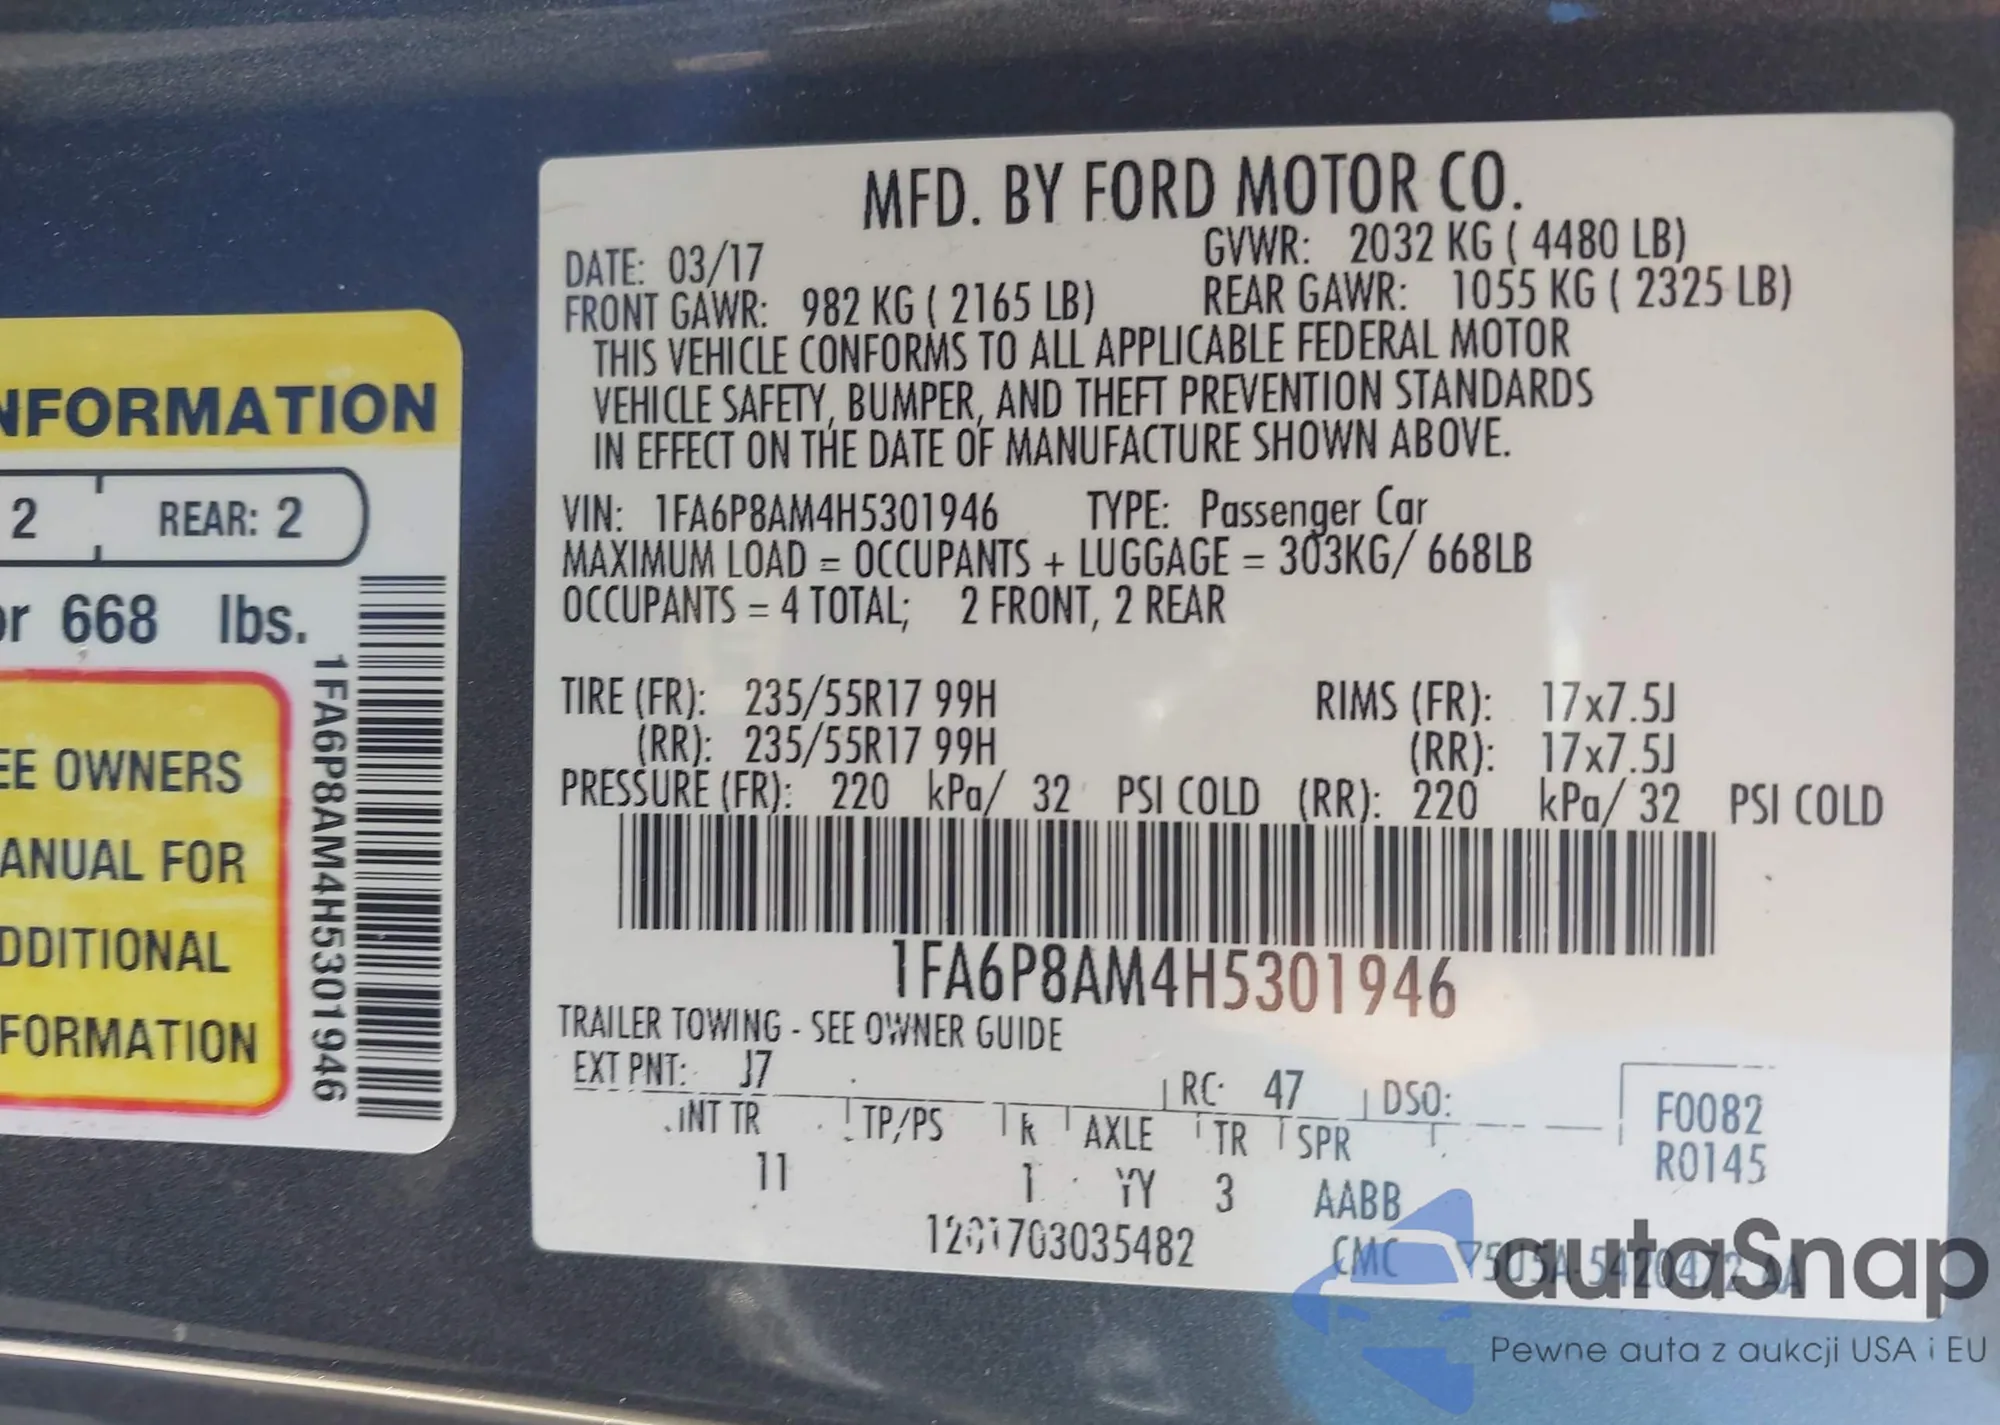 NFORMATION
2 REAR: 2
or 668 lbs.
EE OWNERS
ANUAL FOR
DDITIONAL
FORMATION
1FA6P8AM4H5301946
MFD. BY FORD MOTOR CO.
DATE: 03/17 GVWR: 2032 KG ( 4480 LB)
FRONT GAWR: 982 KG ( 2165 LB) REAR GAWR: 1055 KG ( 2325 LB)
THIS VEHICLE CONFORMS TO ALL APPLICABLE FEDERAL MOTOR
VEHICLE SAFETY, BUMPER, AND THEFT PREVENTION STANDARDS
IN EFFECT ON THE DATE OF MANUFACTURE SHOWN ABOVE.
VIN: 1FA6P8AM4H5301946 TYPE: Passenger Car
MAXIMUM LOAD = OCCUPANTS + LUGGAGE = 303KG/ 668LB
OCCUPANTS = 4 TOTAL; 2 FRONT, 2 REAR
TIRE (FR): 235/55R17 99H RIMS (FR): 17x7.5J
(RR): 235/55R17 99H (RR): 17x7.5J
PRESSURE (FR): 220 kPa/ 32 PSI COLD (RR): 220 kPa/ 32 PSI COLD
1FA6P8AM4H5301946
TRAILER TOWING - SEE OWNER GUIDE
EXT PNT: J7 RC: 47 DSO: F0082
INT TR TP/PS R AXLE TR SPR R0145
11 1 YY 3 AABB
1201703035482 CMC
autaSnap
Pewne auta z aukcji USA i EU